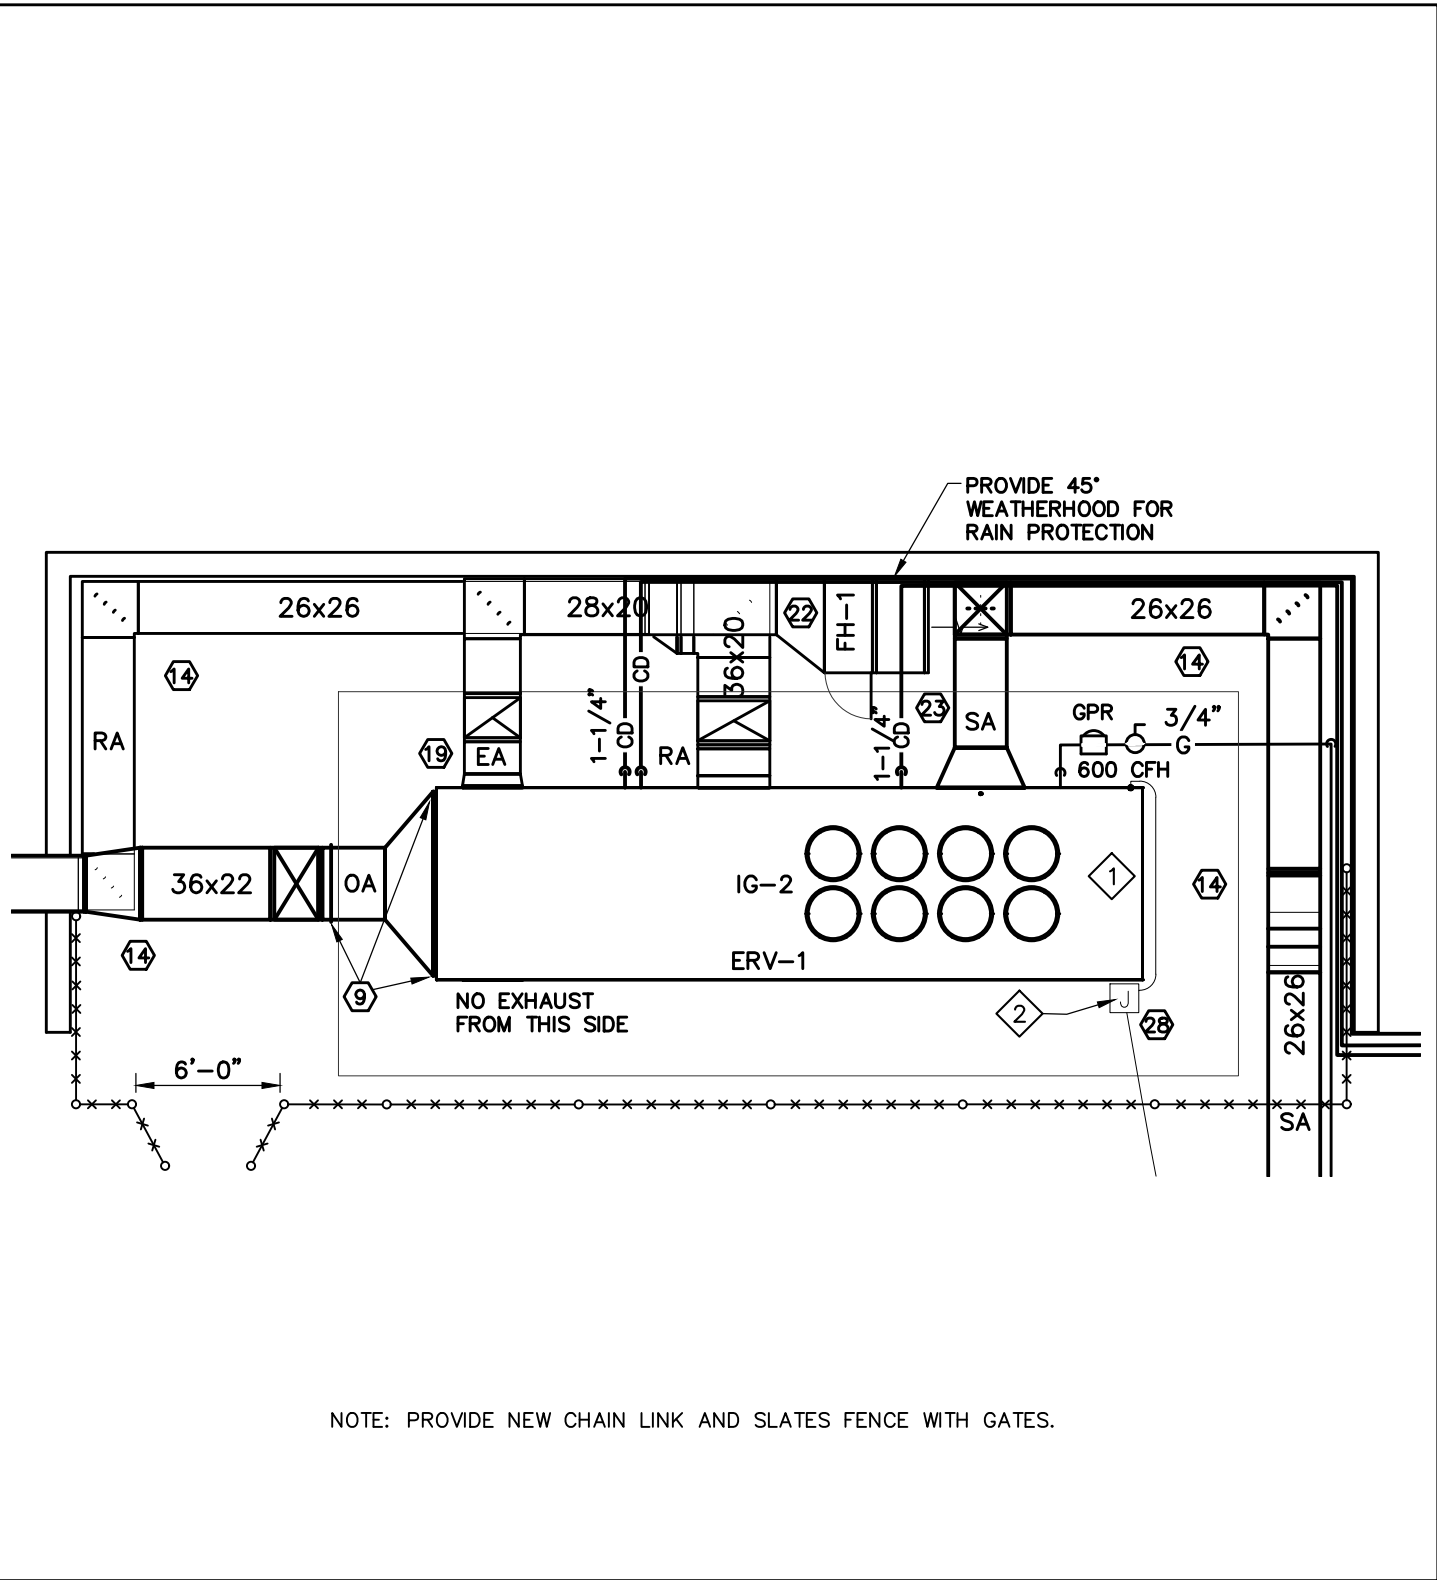 PROVIDE 45°
WEATHERHOOD FOR
RAIN PROTECTION
26x26
28x20
36x20
22
FH-1
26x26
14
14
RA
19
EA
1-1/4"
CD
CD
RA
1-1/4"
CD
23
SA
GPR
3/4"
G
600 CFH
36x22
OA
IG-2
1
14
ERV-1
14
9
NO EXHAUST
FROM THIS SIDE
2
J
28
26x26
6'-0"
SA
NOTE: PROVIDE NEW CHAIN LINK AND SLATES FENCE WITH GATES.